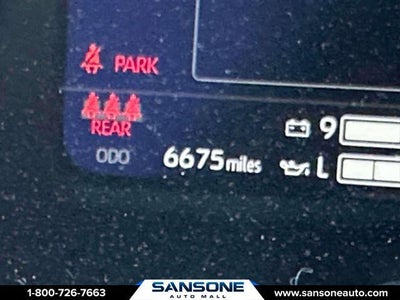 PARK
REAR
ODO 6675 miles
9
L
1-800-726-7663
SANSONE
AUTO MALL
www.sansoneauto.com